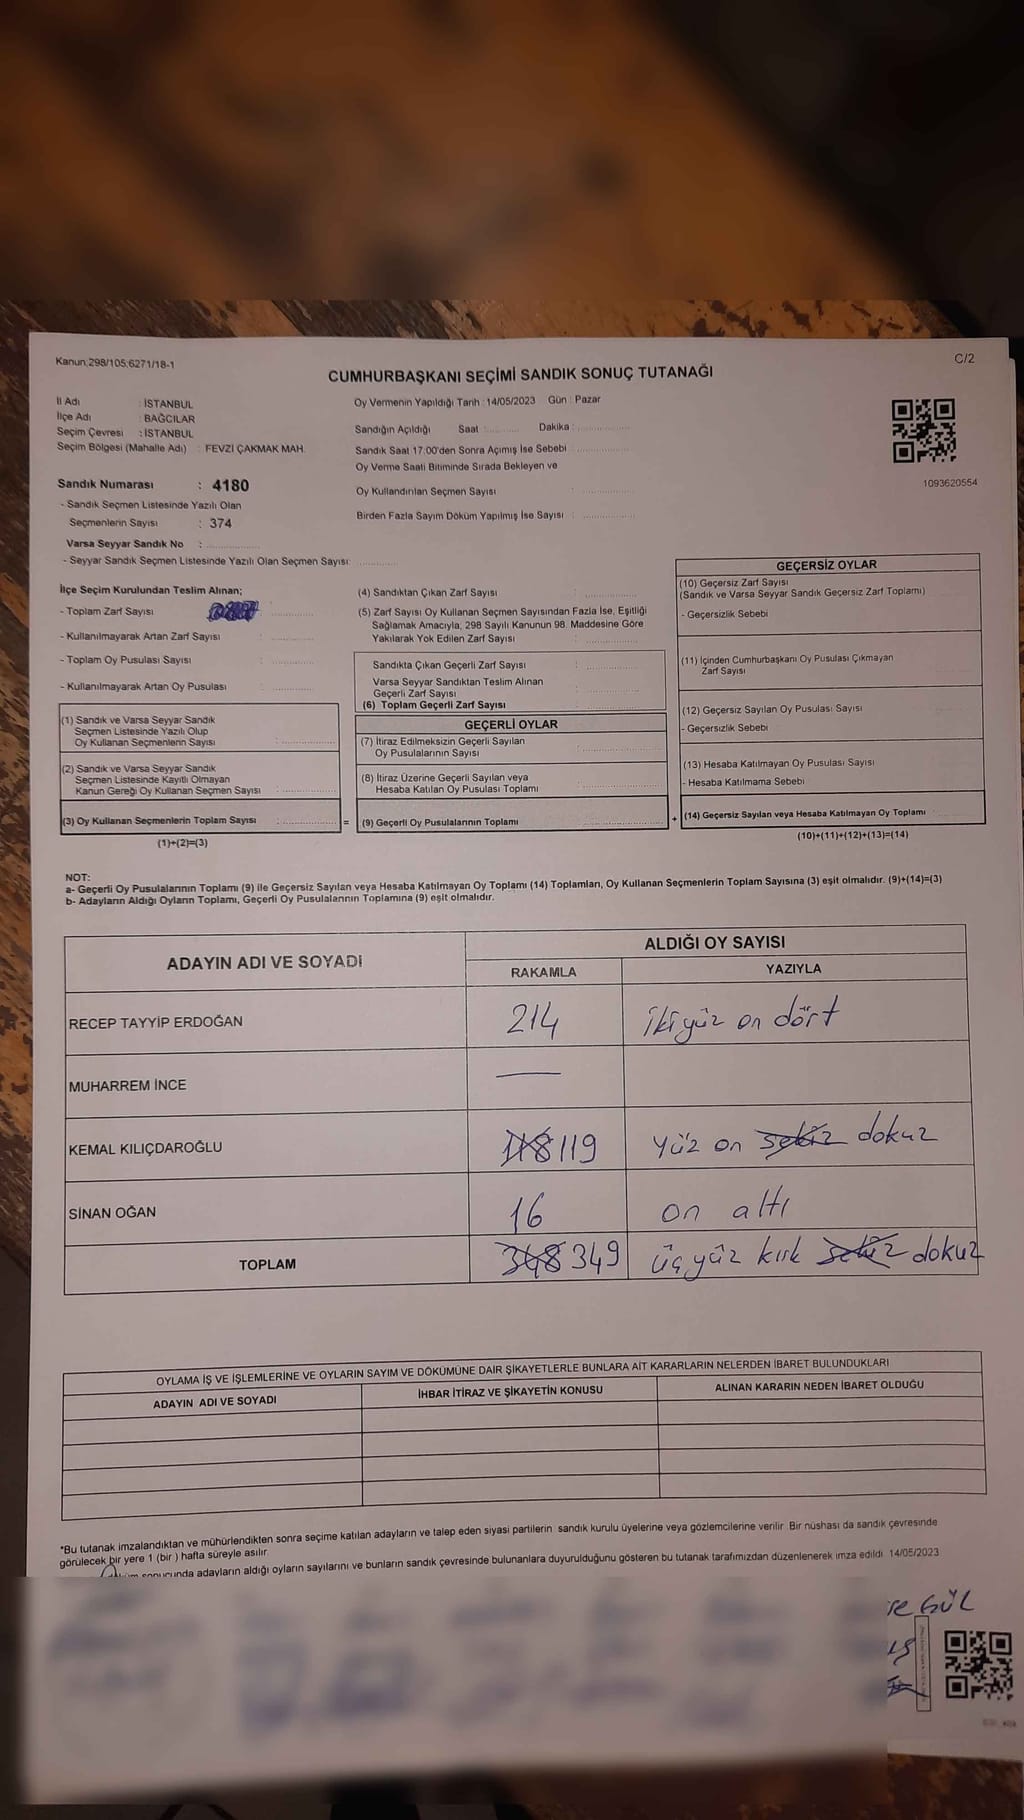 Kanun;298/105;6271/18-1
C/2
CUMHURBAŞKANI SEÇİMİ SANDIK SONUÇ TUTANAĞI
İl Adı : İSTANBUL
İlçe Adı : BAĞCILAR
Seçim Çevresi : İSTANBUL
Seçim Bölgesi (Mahalle Adı) : FEVZİ ÇAKMAK MAH.
Oy Vermenin Yapıldığı Tarih : 14/05/2023 Gün : Pazar
Sandığın Açıldığı Saat : Dakika :
Sandık Saat 17:00'den Sonra Açımış İse Sebebi :
Oy Verme Saati Bitiminde Sırada Bekleyen ve
Oy Kullandırılan Seçmen Sayısı :
Birden Fazla Sayım Döküm Yapılmış İse Sayısı :
1093620554
Sandık Numarası : 4180
- Sandık Seçmen Listesinde Yazılı Olan
Seçmenlerin Sayısı : 374
Varsa Seyyar Sandık No :
- Seyyar Sandık Seçmen Listesinde Yazılı Olan Seçmen Sayısı:
İlçe Seçim Kurulundan Teslim Alınan;
- Toplam Zarf Sayısı :
- Kullanılmayarak Artan Zarf Sayısı :
- Toplam Oy Pusulası Sayısı :
- Kullanılmayarak Artan Oy Pusulası :
(1) Sandık ve Varsa Seyyar Sandık
Seçmen Listesinde Yazılı Olup
Oy Kullanan Seçmenlerin Sayısı :
(2) Sandık ve Varsa Seyyar Sandık
Seçmen Listesinde Kayıtlı Olmayan
Kanun Gereği Oy Kullanan Seçmen Sayısı :
(3) Oy Kullanan Seçmenlerin Toplam Sayısı : =
(1)+(2)=(3)
(4) Sandıktan Çıkan Zarf Sayısı :
(5) Zarf Sayısı Oy Kullanan Seçmen Sayısından Fazla İse, Eşitliği
Sağlamak Amacıyla; 298 Sayılı Kanunun 98. Maddesine Göre
Yakılarak Yok Edilen Zarf Sayısı :
Sandıkta Çıkan Geçerli Zarf Sayısı :
Varsa Seyyar Sandıktan Teslim Alınan
Geçerli Zarf Sayısı :
(6) Toplam Geçerli Zarf Sayısı :
GEÇERLİ OYLAR
(7) İtiraz Edilmeksizin Geçerli Sayılan
Oy Pusulalarının Sayısı :
(8) İtiraz Üzerine Geçerli Sayılan veya
Hesaba Katılan Oy Pusulası Toplamı :
(9) Geçerli Oy Pusulalarının Toplamı : +
GEÇERSİZ OYLAR
(10) Geçersiz Zarf Sayısı
(Sandık ve Varsa Seyyar Sandık Geçersiz Zarf Toplamı)
- Geçersizlik Sebebi
(11) İçinden Cumhurbaşkanı Oy Pusulası Çıkmayan
Zarf Sayısı
(12) Geçersiz Sayılan Oy Pusulası Sayısı
- Geçersizlik Sebebi
(13) Hesaba Katılmayan Oy Pusulası Sayısı
- Hesaba Katılmama Sebebi
(14) Geçersiz Sayılan veya Hesaba Katılmayan Oy Toplamı
(10)+(11)+(12)+(13)=(14)
NOT:
a- Geçerli Oy Pusulalarının Toplamı (9) ile Geçersiz Sayılan veya Hesaba Katılmayan Oy Toplamı (14) Toplamları, Oy Kullanan Seçmenlerin Toplam Sayısına (3) eşit olmalıdır. (9)+(14)=(3)
b- Adayların Aldığı Oyların Toplamı, Geçerli Oy Pusulalarının Toplamına (9) eşit olmalıdır.
ADAYIN ADI VE SOYADI
ALDIĞI OY SAYISI
RAKAMLA YAZIYLA
RECEP TAYYİP ERDOĞAN 214 iki yüz on dört
MUHARREM İNCE —
KEMAL KILIÇDAROĞLU 118 119 yüz on sekiz dokuz
SİNAN OĞAN 16 on altı
TOPLAM 348 349 üç yüz kırk sekiz dokuz
OYLAMA İŞ VE İŞLEMLERİNE VE OYLARIN SAYIM VE DÖKÜMÜNE DAİR ŞİKAYETLERLE BUNLARA AİT KARARLARIN NELERDEN İBARET BULUNDUKLARI
ADAYIN ADI VE SOYADI İHBAR İTİRAZ VE ŞİKAYETİN KONUSU ALINAN KARARIN NEDEN İBARET OLDUĞU
*Bu tutanak imzalandıktan ve mühürlendikten sonra seçime katılan adayların ve talep eden siyasi partilerin sandık kurulu üyelerine veya gözlemcilerine verilir. Bir nüshası da sandık çevresinde
görülecek bir yere 1 (bir ) hafta süreyle asılır.
sonucunda adayların aldığı oyların sayılarını ve bunların sandık çevresinde bulunanlara duyurulduğunu gösteren bu tutanak tarafımızdan düzenlenerek imza edildi. 14/05/2023
GÜL